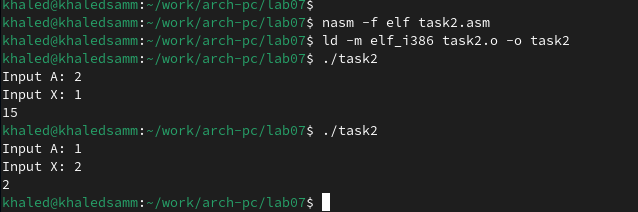 khaled@khaledsamm:~/work/arch-pc/lab07$ nasm -f elf task2.asm
khaled@khaledsamm:~/work/arch-pc/lab07$ ld -m elf_i386 task2.o -o task2
khaled@khaledsamm:~/work/arch-pc/lab07$ ./task2
Input A: 2
Input X: 1
15
khaled@khaledsamm:~/work/arch-pc/lab07$ ./task2
Input A: 1
Input X: 2
2
khaled@khaledsamm:~/work/arch-pc/lab07$